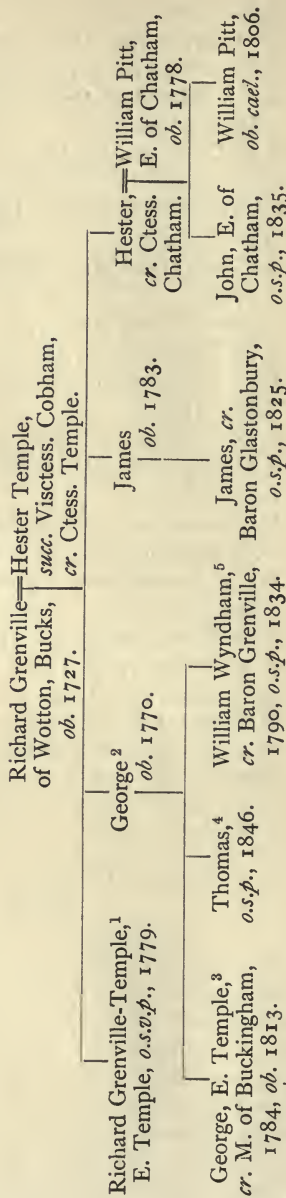 Richard Grenville=Hester Temple,
of Wotton, Bucks, succ. Visctess. Cobham,
ob. 1727. cr. Ctess. Temple.
Richard Grenville-Temple,¹
E. Temple, o.s.v.p., 1779.
George ²
ob. 1770.
James
ob. 1783.
Hester,=William Pitt,
cr. Ctess. E. of Chatham,
Chatham. ob. 1778.
George, E. Temple,³
cr. M. of Buckingham,
1784, ob. 1813.
Thomas,⁴
o.s.p., 1846.
William Wyndham,⁵
cr. Baron Grenville,
1790, o.s.p., 1834.
James, cr.
Baron Glastonbury,
o.s.p., 1825.
John, E. of
Chatham,
o.s.p., 1835.
William Pitt,
ob. cael., 1806.